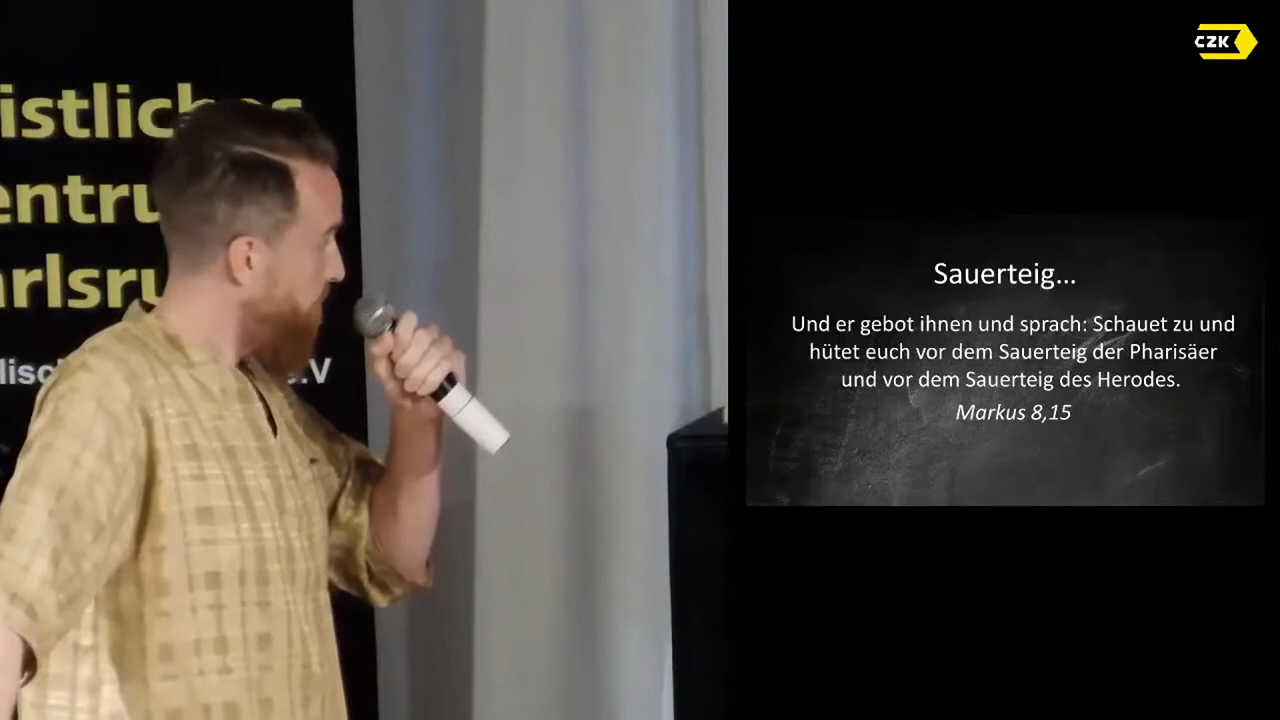 istliches
entru
arlsru
lisc
e.V
CZK
Sauerteig...
Und er gebot ihnen und sprach: Schauet zu und
hütet euch vor dem Sauerteig der Pharisäer
und vor dem Sauerteig des Herodes.
Markus 8,15